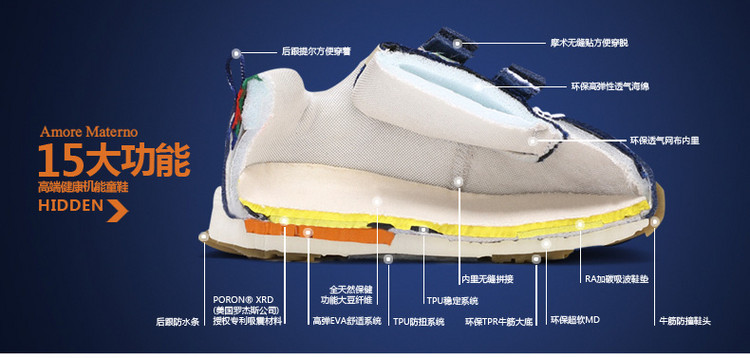 后跟提尔方便穿着
摩术无缝贴方便穿脱
环保高弹性透气海绵
环保透气网布内里
Amore Materno
15大功能
高端健康机能童鞋
HIDDEN
后跟防水条
PORON® XRD
(美国罗杰斯公司)
授权专利吸震材料
高弹EVA舒适系统
全天然保健
功能大豆纤维
TPU防扭系统
TPU稳定系统
内里无缝拼接
环保TPR牛筋大底
环保超软MD
RA加碳吸波鞋垫
牛筋防撞鞋头